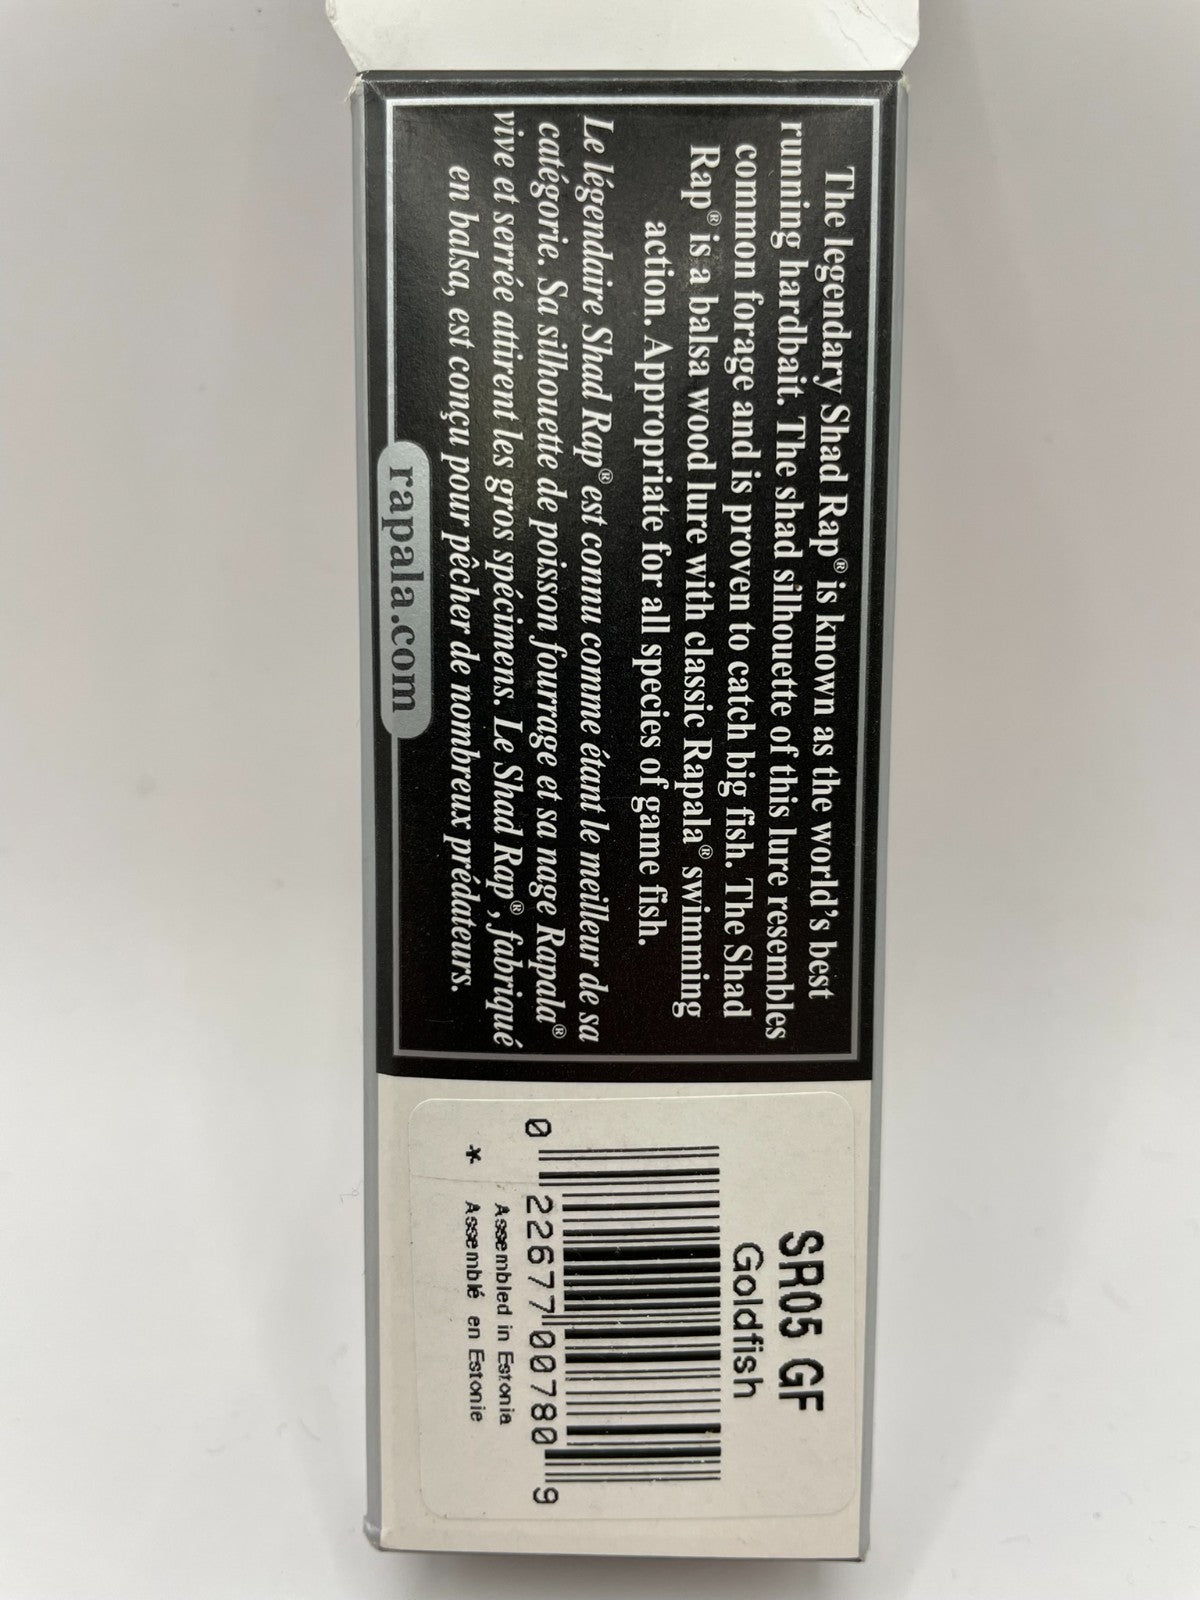 The legendary Shad Rap® is known as the world's best
running hardbait. The shad silhouette of this lure resembles
common forage and is proven to catch big fish. The Shad
Rap® is a balsa wood lure with classic Rapala® swimming
action. Appropriate for all species of game fish.
Le légendaire Shad Rap® est connu comme étant le meilleur de sa
catégorie. Sa silhouette de poisson fourrage et sa nage Rapala®
vive et serrée attirent les gros spécimens. Le Shad Rap®, fabriqué
en balsa, est conçu pour pêcher de nombreux prédateurs.
rapala.com
SR05 GF
Goldfish
0 22677 00780 9
Assembled in Estonia
* Assemblé en Estonie